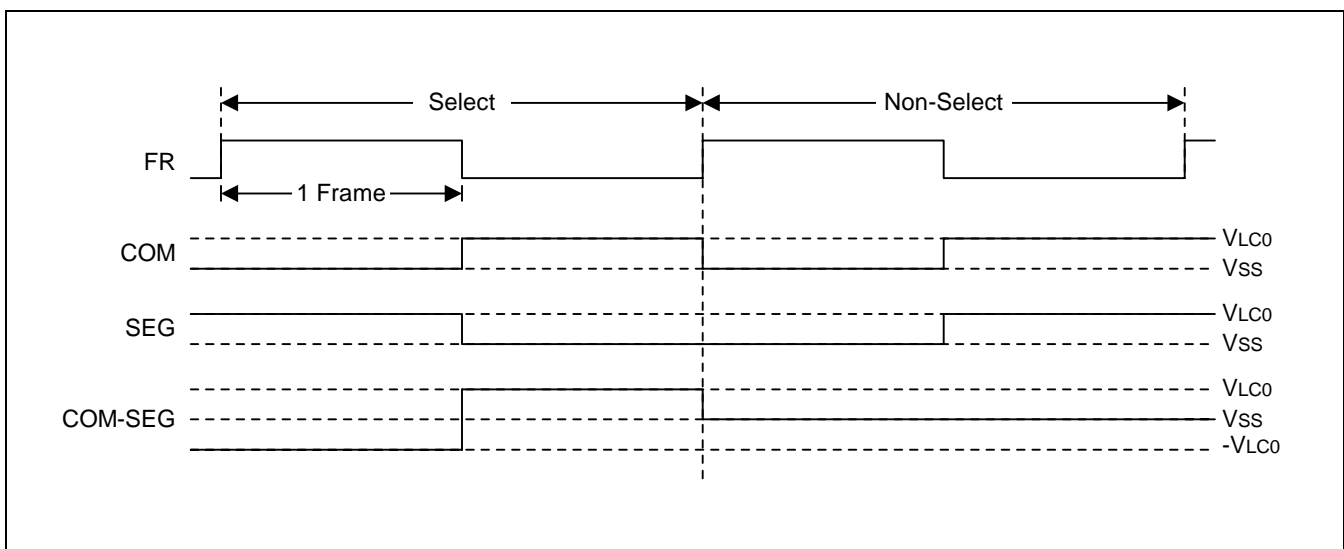 Select
Non-Select
FR
1 Frame
COM
VLC0
VSS
SEG
VLC0
VSS
COM-SEG
VLC0
VSS
-VLC0